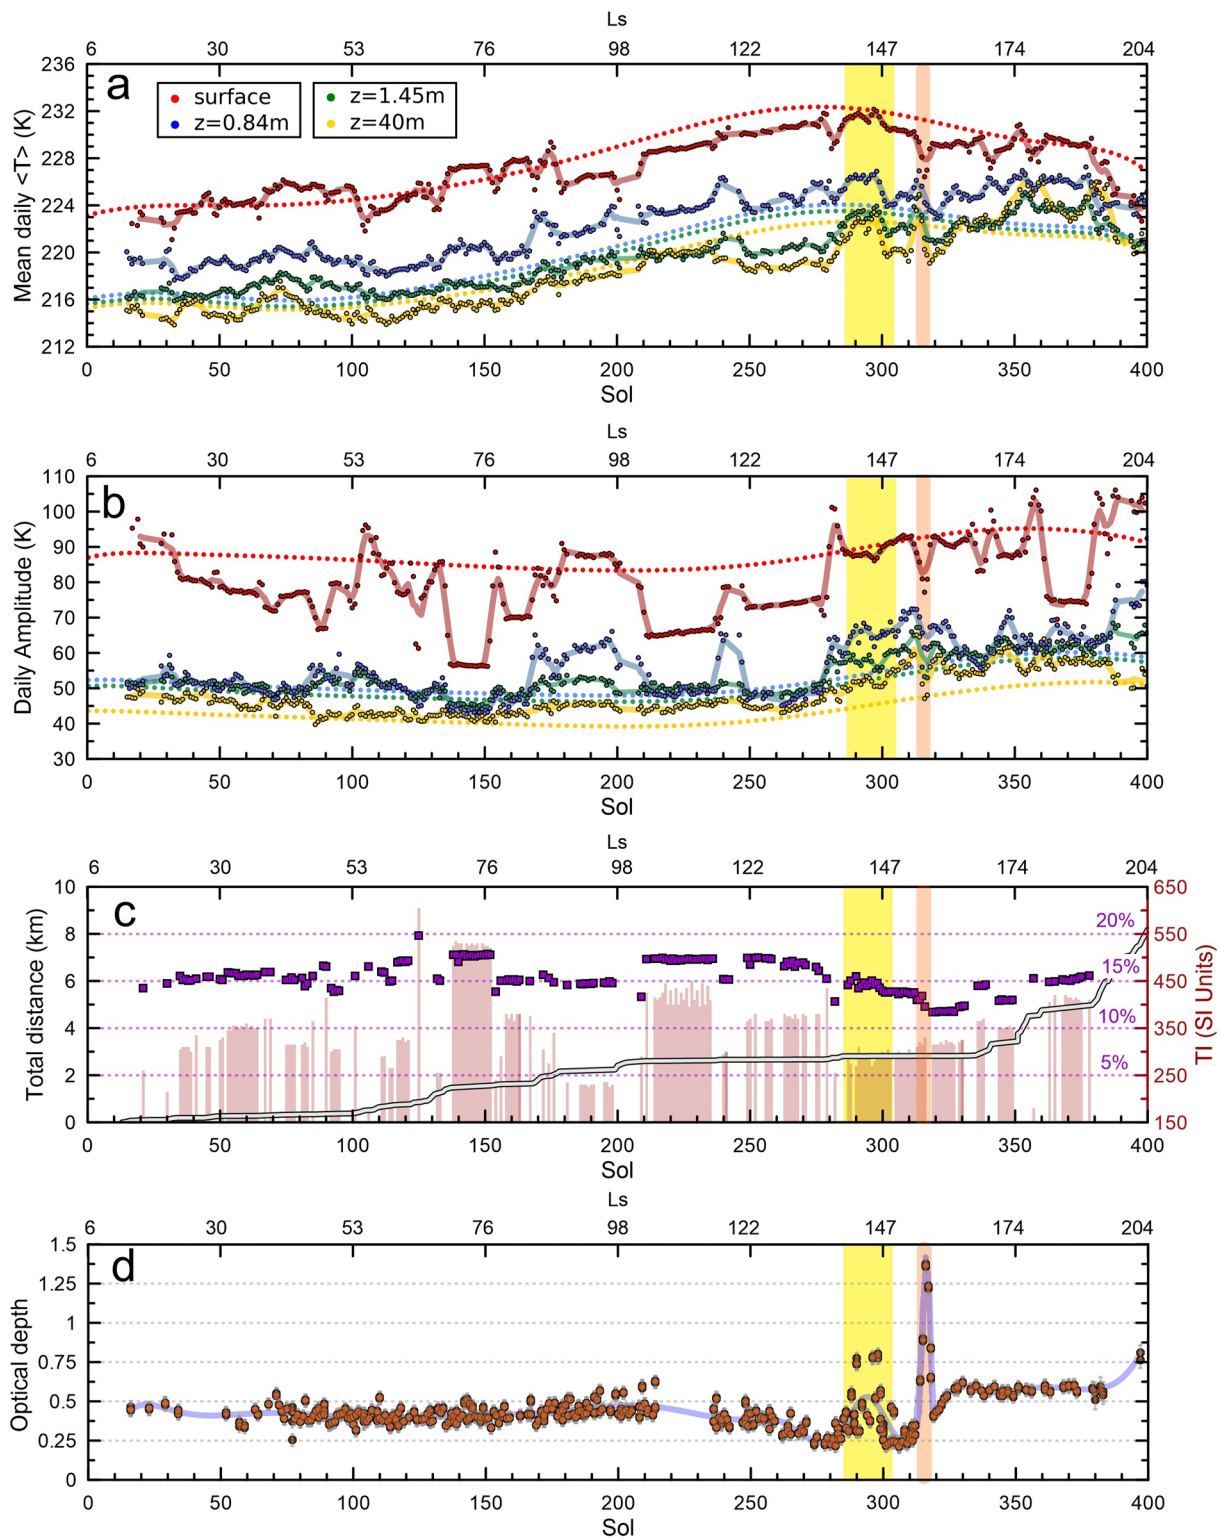 Ls
6 30 53 76 98 122 147 174 204
a
surface
z=0.84m
z=1.45m
z=40m
Mean daily <T> (K)
236
232
228
224
220
216
212
0 50 100 150 200 250 300 350 400
Sol
Ls
6 30 53 76 98 122 147 174 204
b
Daily Amplitude (K)
110
100
90
80
70
60
50
40
30
0 50 100 150 200 250 300 350 400
Sol
Ls
6 30 53 76 98 122 147 174 204
c
Total distance (km)
10
8
6
4
2
0
20%
15%
10%
5%
650
550
450
350
250
150
TI (SI Units)
0 50 100 150 200 250 300 350 400
Sol
Ls
6 30 53 76 98 122 147 174 204
d
Optical depth
1.5
1.25
1
0.75
0.5
0.25
0
0 50 100 150 200 250 300 350 400
Sol